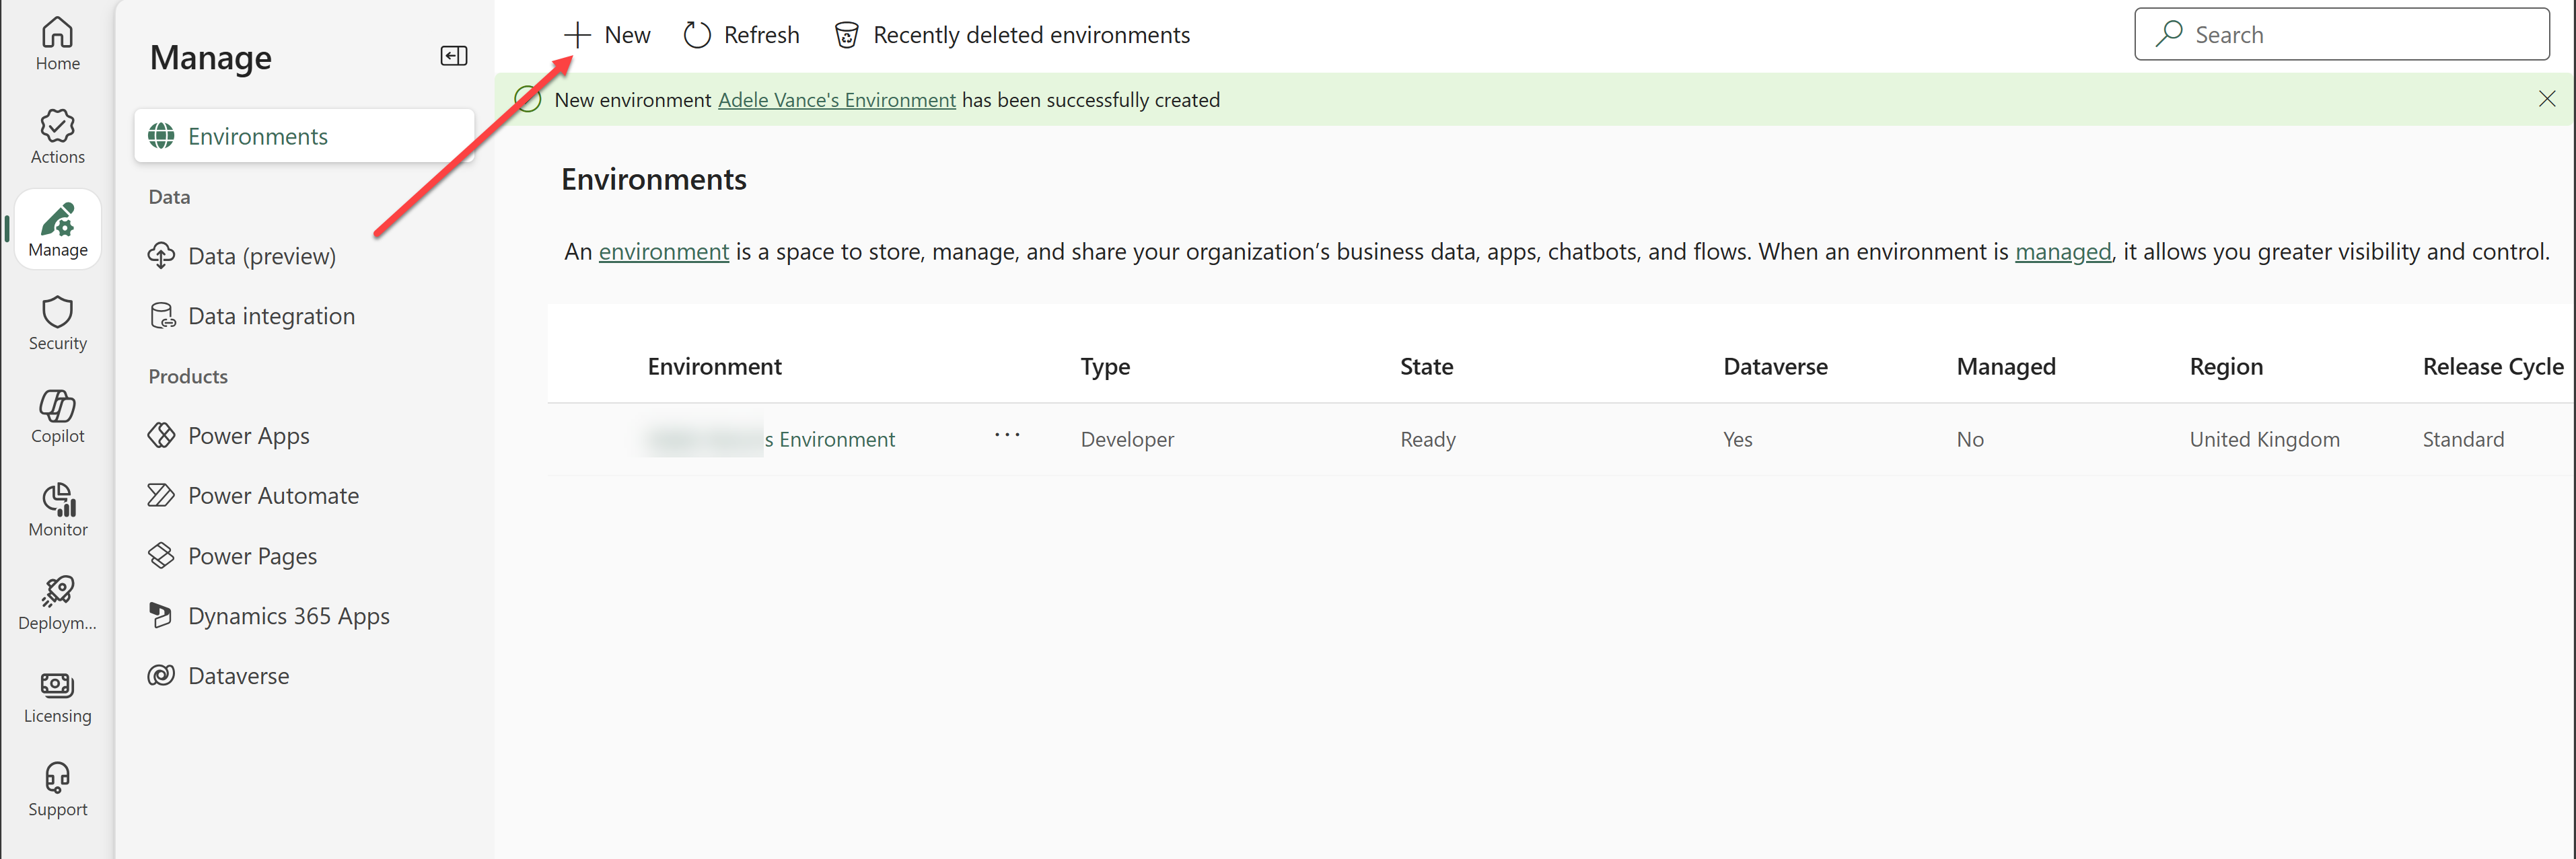 Home
Actions
Manage
Security
Copilot
Monitor
Deploym...
Licensing
Support
Manage
Environments
Data
Data (preview)
Data integration
Products
Power Apps
Power Automate
Power Pages
Dynamics 365 Apps
Dataverse
New Refresh Recently deleted environments Search
New environment Adele Vance's Environment has been successfully created
Environments
An environment is a space to store, manage, and share your organization’s business data, apps, chatbots, and flows. When an environment is managed, it allows you greater visibility and control.
Environment Type State Dataverse Managed Region Release Cycle
s Environment ... Developer Ready Yes No United Kingdom Standard